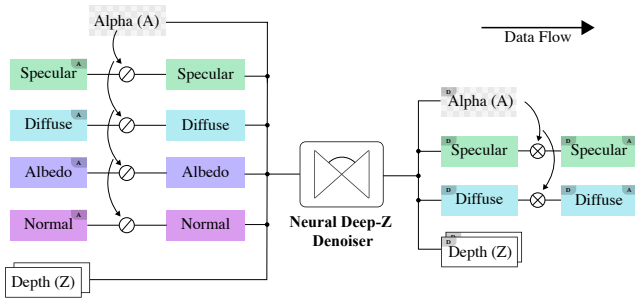 Alpha (A)
Data Flow
Specular A
Specular
Diffuse A
Diffuse
Albedo A
Albedo
Normal A
Normal
Depth (Z)
Neural Deep-Z
Denoiser
D Alpha (A)
D Specular
D Specular A
D Diffuse
D Diffuse A
D D Depth (Z)